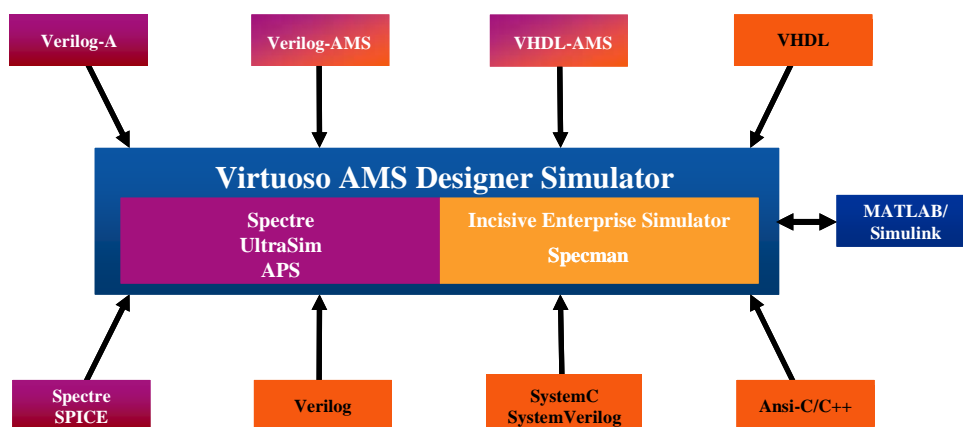 Verilog-A
Verilog-AMS
VHDL-AMS
VHDL
Virtuoso AMS Designer Simulator
Spectre
UltraSim
APS
Incisive Enterprise Simulator
Specman
MATLAB/
Simulink
Spectre
SPICE
Verilog
SystemC
SystemVerilog
Ansi-C/C++